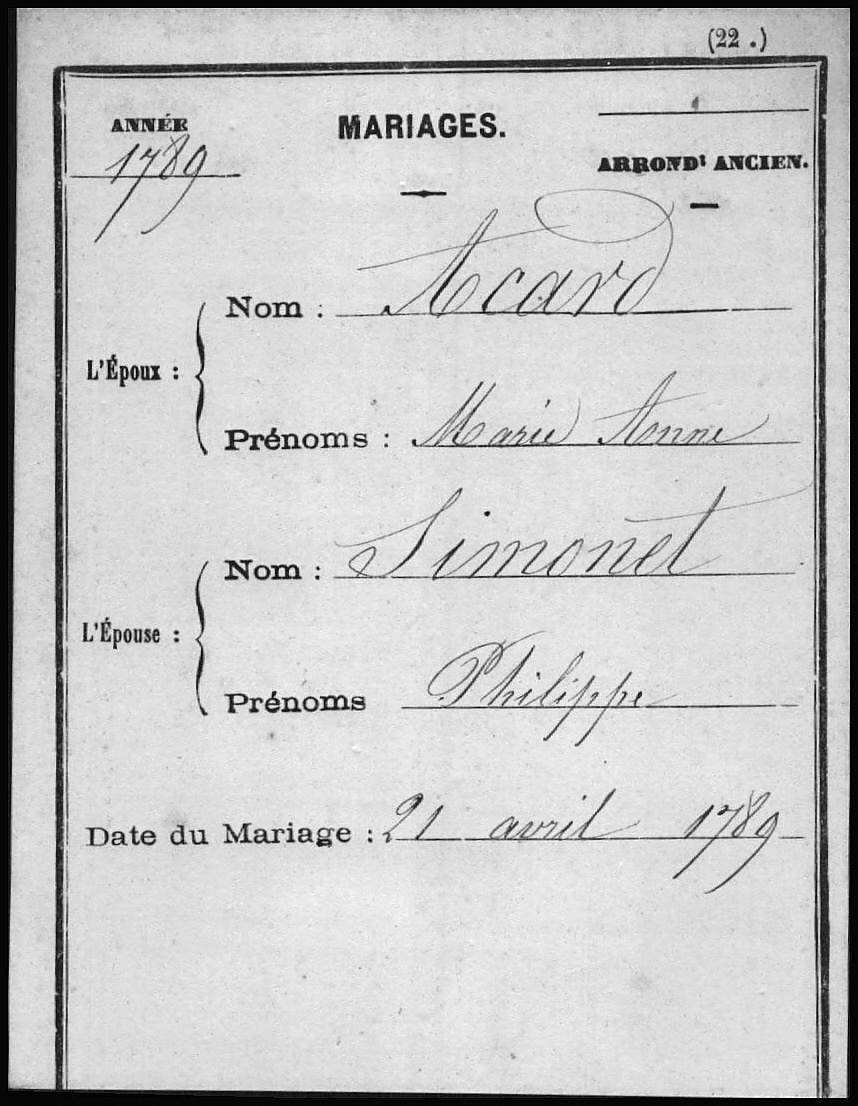 (22.)
ANNÉE
1789
MARIAGES.
ARRONDt ANCIEN.
L'Époux :
Nom : Acard
Prénoms : Marie Anne
L'Épouse :
Nom : Simonet
Prénoms Philippe
Date du Mariage : 21 avril 1789